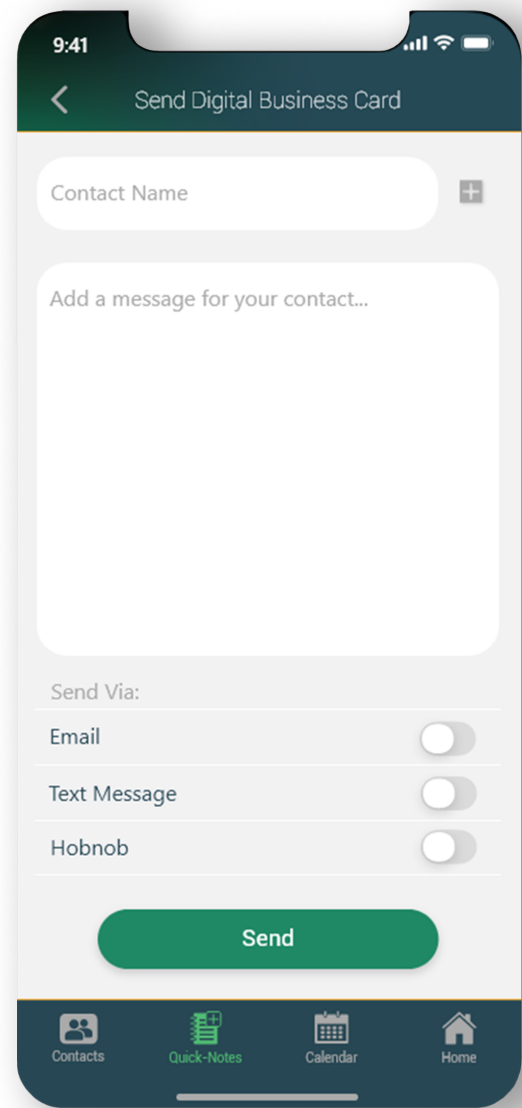 9:41
Send Digital Business Card
Contact Name
Add a message for your contact...
Send Via:
Email
Text Message
Hobnob
Send
Contacts
Quick-Notes
Calendar
Home